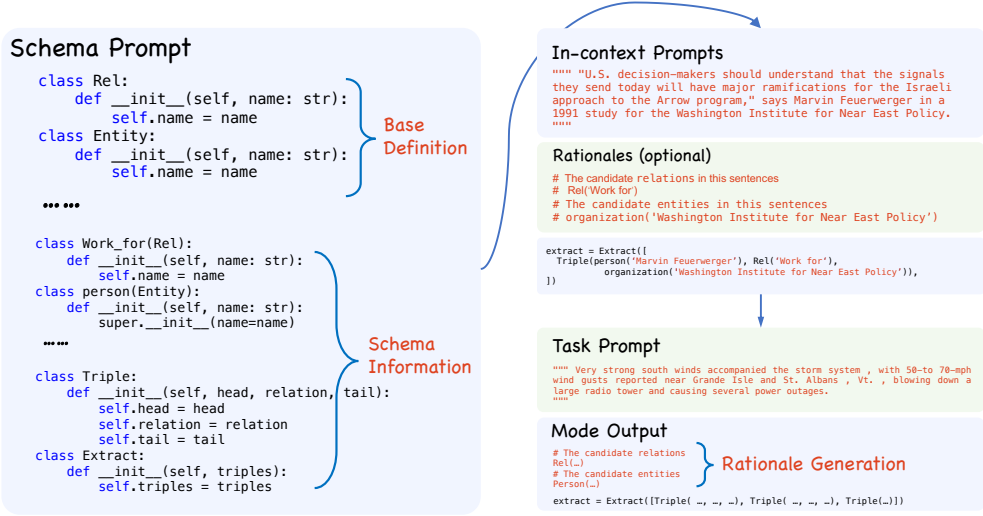 Schema Prompt
class Rel:
def __init__(self, name: str):
self.name = name
class Entity:
def __init__(self, name: str):
self.name = name
Base
Definition
……
class Work_for(Rel):
def __init__(self, name: str):
self.name = name
class person(Entity):
def __init__(self, name: str):
super.__init__(name=name)
……
Schema
Information
class Triple:
def __init__(self, head, relation, tail):
self.head = head
self.relation = relation
self.tail = tail
class Extract:
def __init__(self, triples):
self.triples = triples
In-context Prompts
""" "U.S. decision-makers should understand that the signals
they send today will have major ramifications for the Israeli
approach to the Arrow program," says Marvin Feuerwerger in a
1991 study for the Washington Institute for Near East Policy.
"""
Rationales (optional)
# The candidate relations in this sentences
# Rel('Work for')
# The candidate entities in this sentences
# organization('Washington Institute for Near East Policy')
extract = Extract([
Triple(person('Marvin Feuerwerger'), Rel('Work for'),
organization('Washington Institute for Near East Policy')),
])
Task Prompt
""" Very strong south winds accompanied the storm system , with 50-to 70-mph
wind gusts reported near Grande Isle and St. Albans , Vt. , blowing down a
large radio tower and causing several power outages.
"""
Mode Output
# The candidate relations
Rel(…)
# The candidate entities
Person(…)
Rationale Generation
extract = Extract([Triple( …, …, …), Triple( …, …, …), Triple(…)])